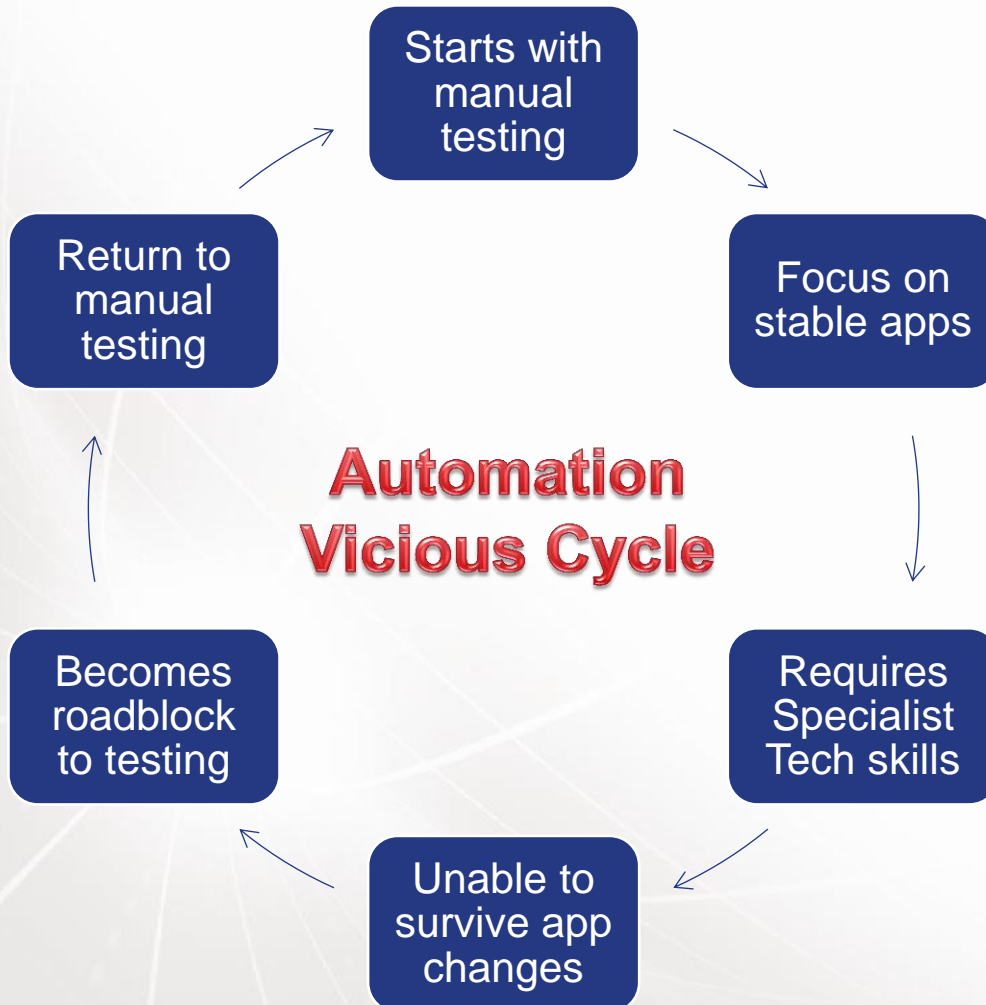 Starts with
manual
testing
Focus on
stable apps
Requires
Specialist
Tech skills
Unable to
survive app
changes
Becomes
roadblock
to testing
Return to
manual
testing
Automation
Vicious Cycle